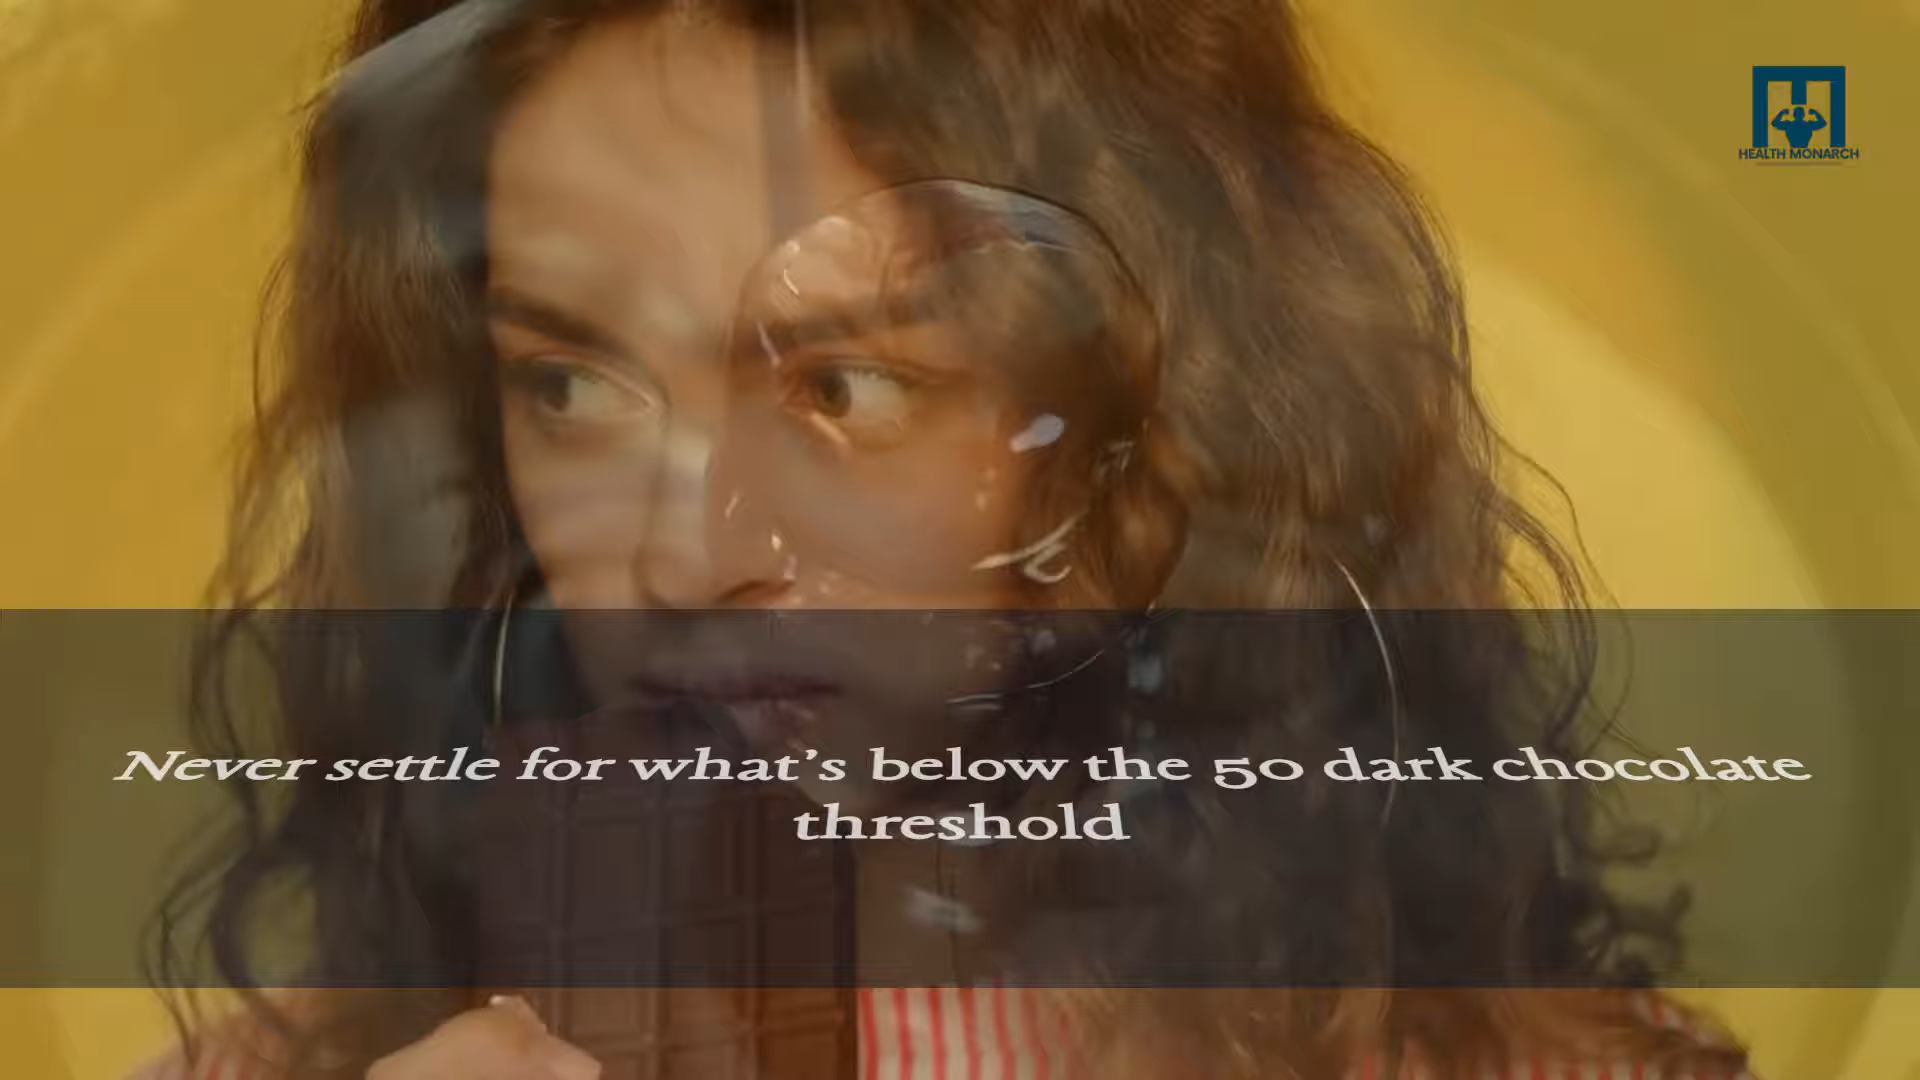 HEALTH MONARCH
Never settle for what's below the 50 dark chocolate
threshold